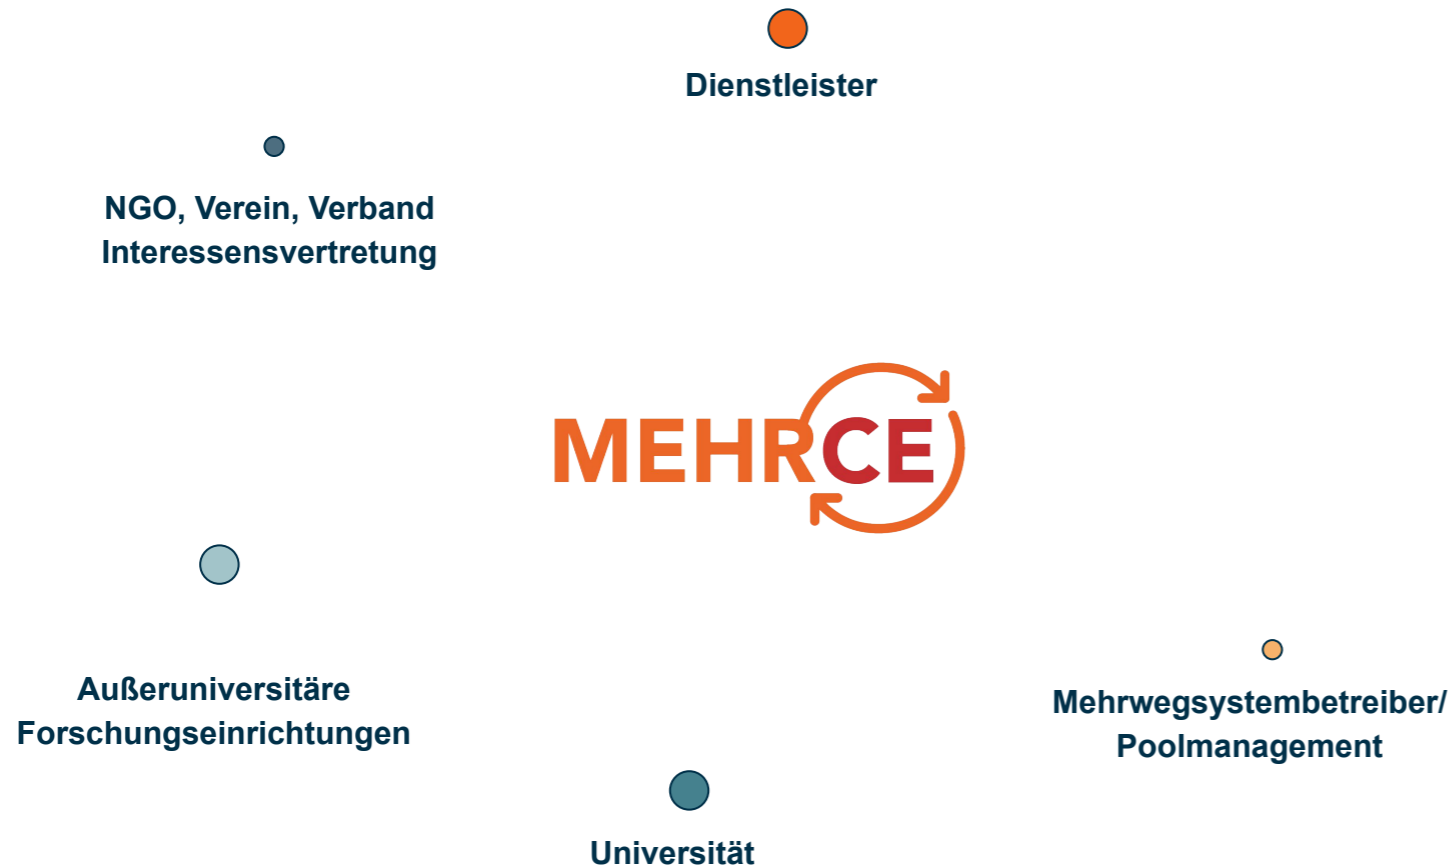 Dienstleister
NGO, Verein, Verband
Interessensvertretung
MEHRCE
Außeruniversitäre
Forschungseinrichtungen
Mehrwegsystembetreiber/
Poolmanagement
Universität